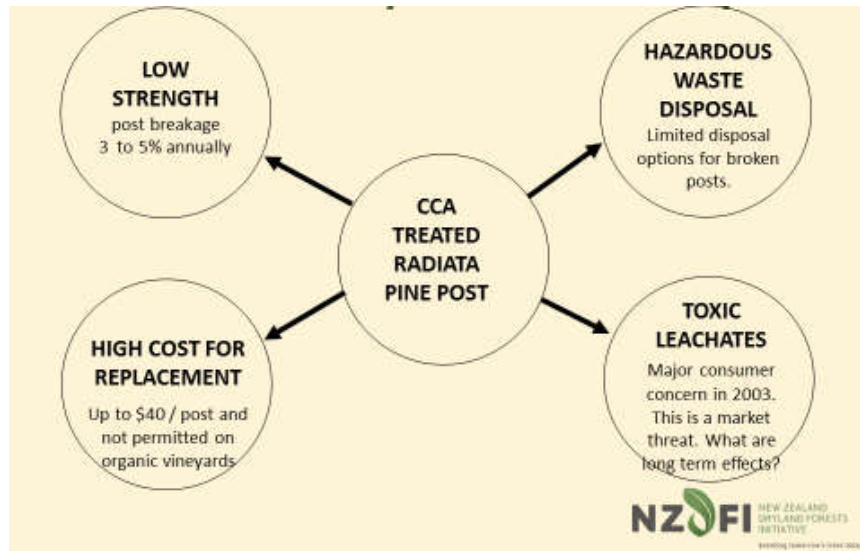 LOW
STRENGTH
post breakage
3 to 5% annually
HAZARDOUS
WASTE
DISPOSAL
Limited disposal
options for broken
posts.
CCA
TREATED
RADIATA
PINE POST
HIGH COST FOR
REPLACEMENT
Up to $40 / post and
not permitted on
organic vineyards
TOXIC
LEACHATES
Major consumer
concern in 2003.
This is a market
threat. What are
long term effects?
NZDFI
NEW ZEALAND
DRYLAND FORESTS
INITIATIVE